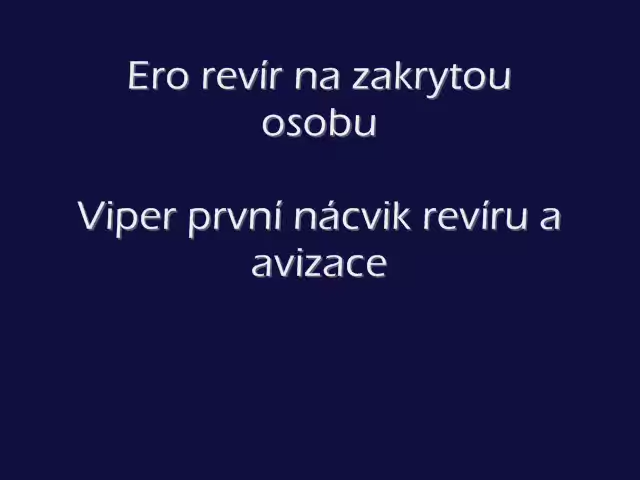 Ero revír na zakrytou
osobu
Viper první nácvik revíru a
avizace